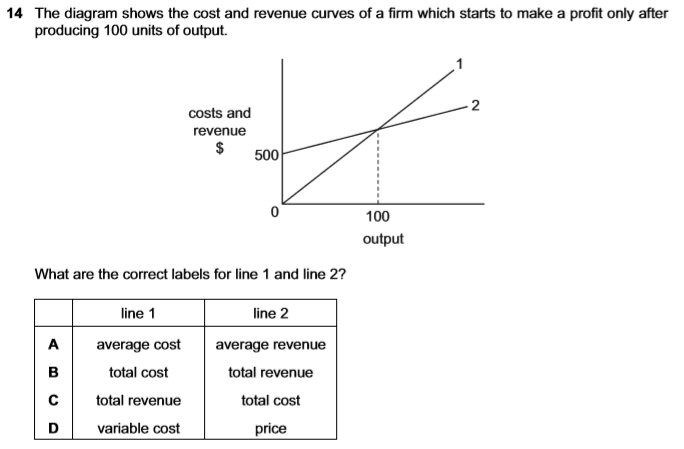 14 The diagram shows the cost and revenue curves of a firm which starts to make a profit only after
producing 100 units of output.
1
2
costs and
revenue
$
500
0
100
output
What are the correct labels for line 1 and line 2?
line 1 line 2
A average cost average revenue
B total cost total revenue
C total revenue total cost
D variable cost price